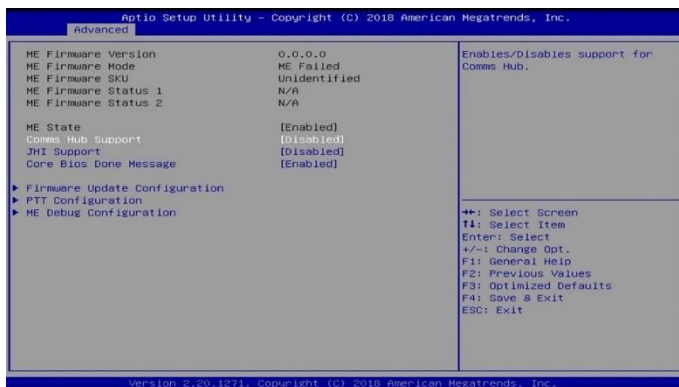 Aptio Setup Utility – Copyright (C) 2018 American Megatrends, Inc.
Advanced
ME Firmware Version 0.0.0.0
ME Firmware Mode ME Failed
ME Firmware SKU Unidentified
ME Firmware Status 1 N/A
ME Firmware Status 2 N/A
ME State [Enabled]
Comms Hub Support [Disabled]
JHI Support [Disabled]
Core Bios Done Message [Enabled]
► Firmware Update Configuration
► PTT Configuration
► ME Debug Configuration
Enables/Disables support for
Comms Hub.
→←: Select Screen
↑↓: Select Item
Enter: Select
+/-: Change Opt.
F1: General Help
F2: Previous Values
F3: Optimized Defaults
F4: Save & Exit
ESC: Exit
Version 2.20.1271. Copyright (C) 2018 American Megatrends, Inc.